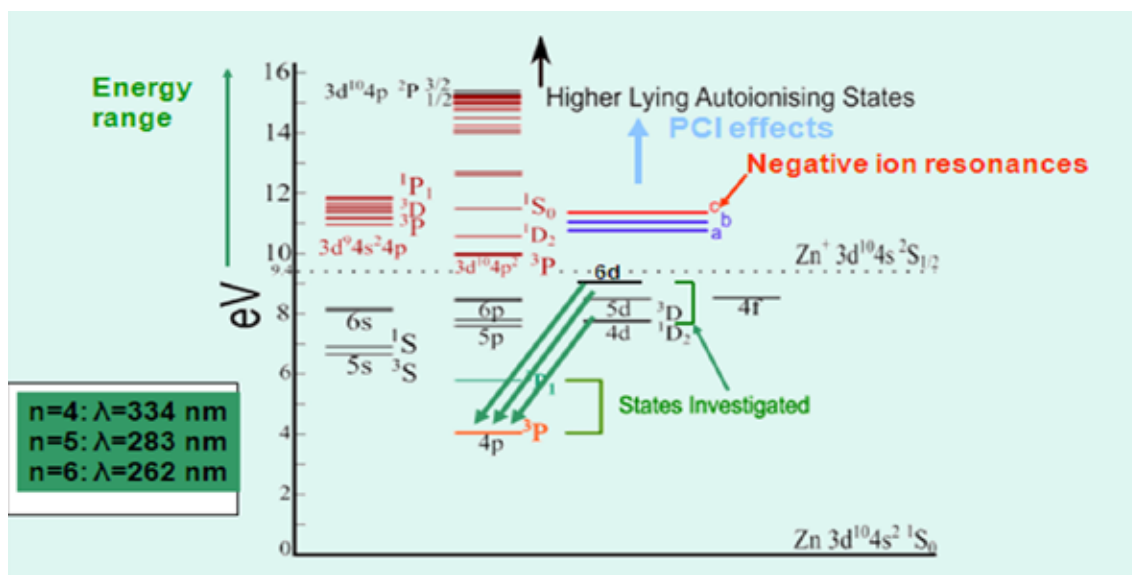 Energy
range
eV
16
14
12
10
9.4
8
6
4
2
0
3d¹⁰4p ²P 3/2
1/2
Higher Lying Autoionising States
PCI effects
Negative ion resonances
¹P₁
³D
³P
3d⁹4s²4p
¹S₀
¹D₂
3d¹⁰4p² ³P
c
b
a
Zn⁺ 3d¹⁰4s ²S₁/₂
6d
6s
6p
5d ³D
4f
5p
4d ¹D₂
¹S
5s ³S
P₁
States Investigated
³P
4p
n=4: λ=334 nm
n=5: λ=283 nm
n=6: λ=262 nm
Zn 3d¹⁰4s² ¹S₀